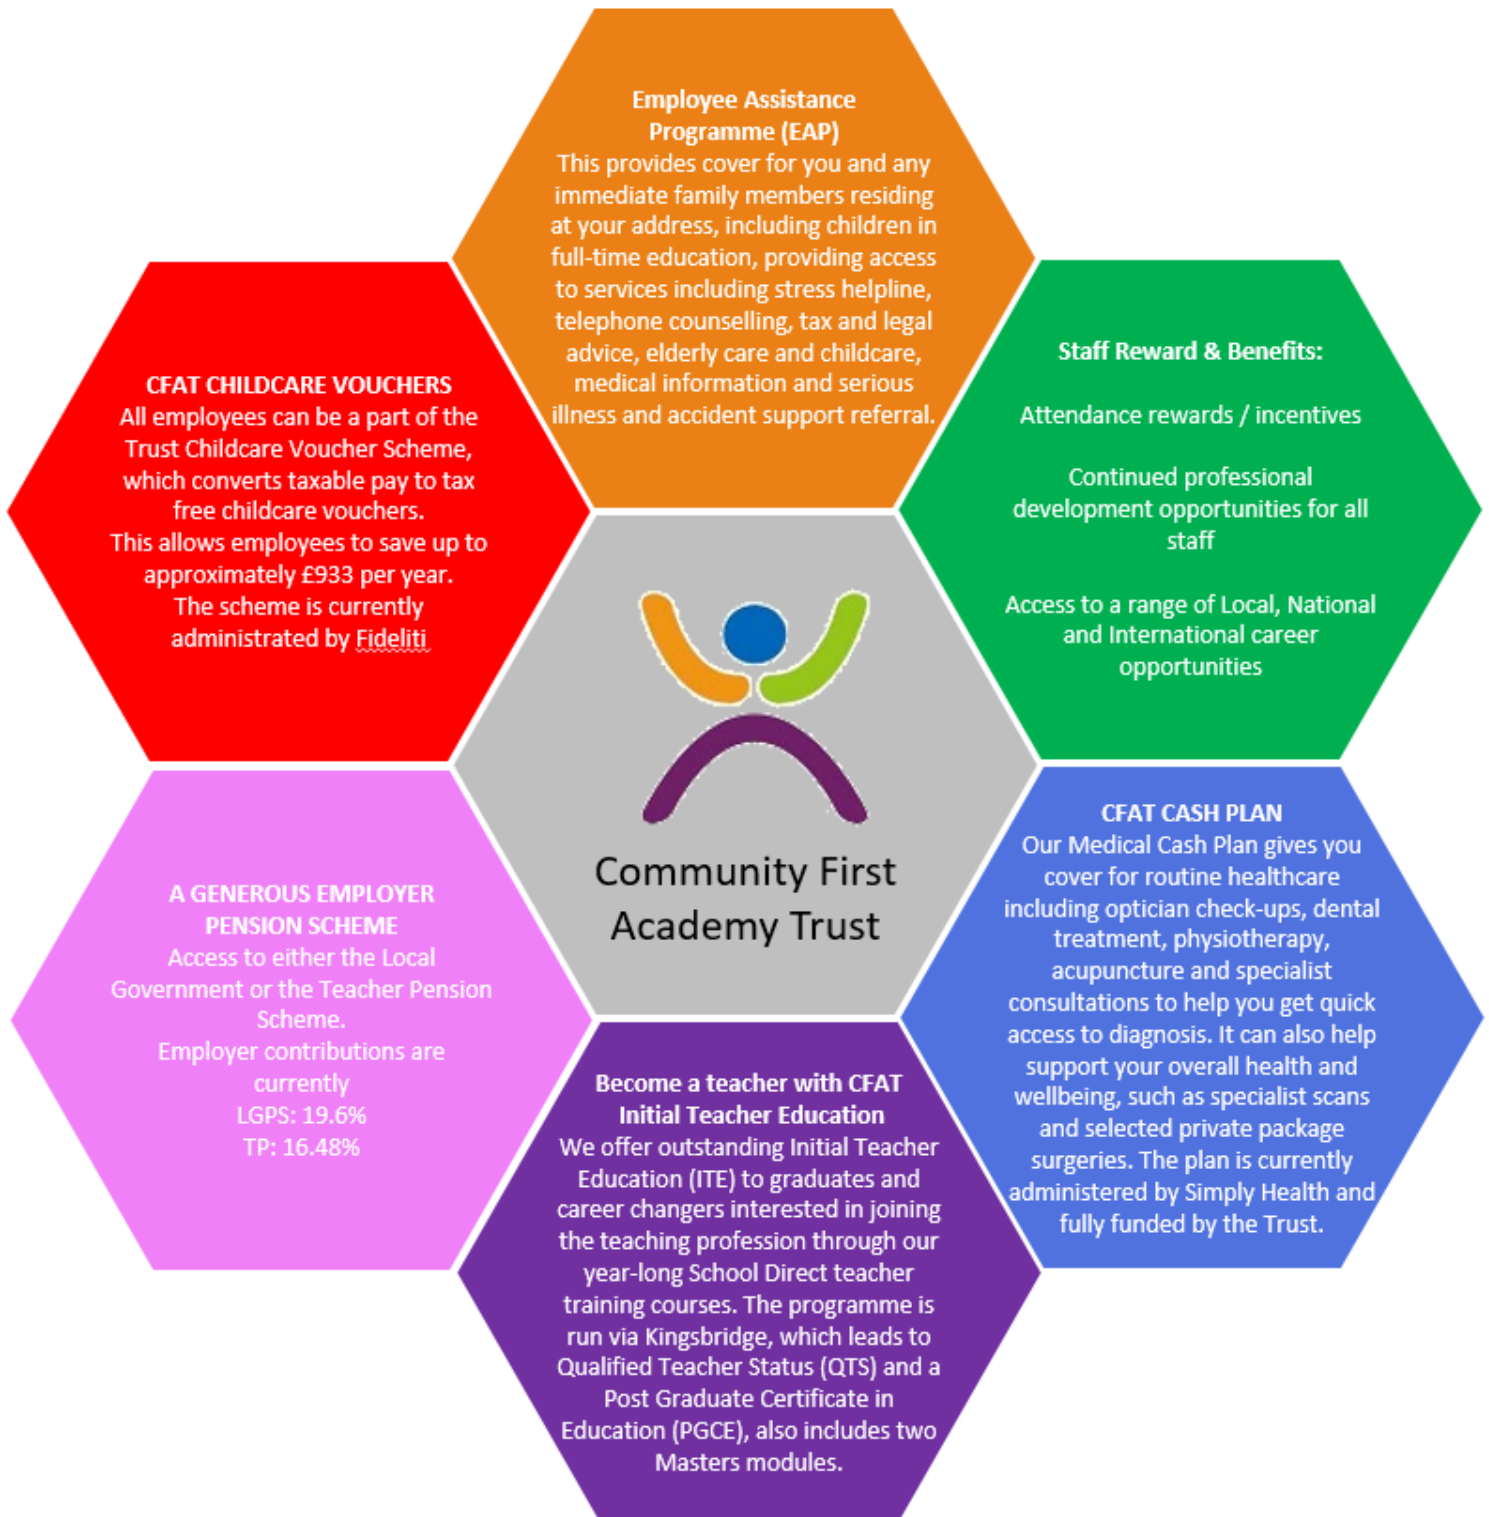 Employee Assistance
Programme (EAP)
This provides cover for you and any
immediate family members residing
at your address, including children in
full-time education, providing access
to services including stress helpline,
telephone counselling, tax and legal
advice, elderly care and childcare,
medical information and serious
illness and accident support referral.
CFAT CHILDCARE VOUCHERS
All employees can be a part of the
Trust Childcare Voucher Scheme,
which converts taxable pay to tax
free childcare vouchers.
This allows employees to save up to
approximately £933 per year.
The scheme is currently
administrated by Fideliti
Staff Reward & Benefits:
Attendance rewards / incentives
Continued professional
development opportunities for all
staff
Access to a range of Local, National
and International career
opportunities
Community First
Academy Trust
A GENEROUS EMPLOYER
PENSION SCHEME
Access to either the Local
Government or the Teacher Pension
Scheme.
Employer contributions are
currently
LGPS: 19.6%
TP: 16.48%
CFAT CASH PLAN
Our Medical Cash Plan gives you
cover for routine healthcare
including optician check-ups, dental
treatment, physiotherapy,
acupuncture and specialist
consultations to help you get quick
access to diagnosis. It can also help
support your overall health and
wellbeing, such as specialist scans
and selected private package
surgeries. The plan is currently
administered by Simply Health and
fully funded by the Trust.
Become a teacher with CFAT
Initial Teacher Education
We offer outstanding Initial Teacher
Education (ITE) to graduates and
career changers interested in joining
the teaching profession through our
year-long School Direct teacher
training courses. The programme is
run via Kingsbridge, which leads to
Qualified Teacher Status (QTS) and a
Post Graduate Certificate in
Education (PGCE), also includes two
Masters modules.